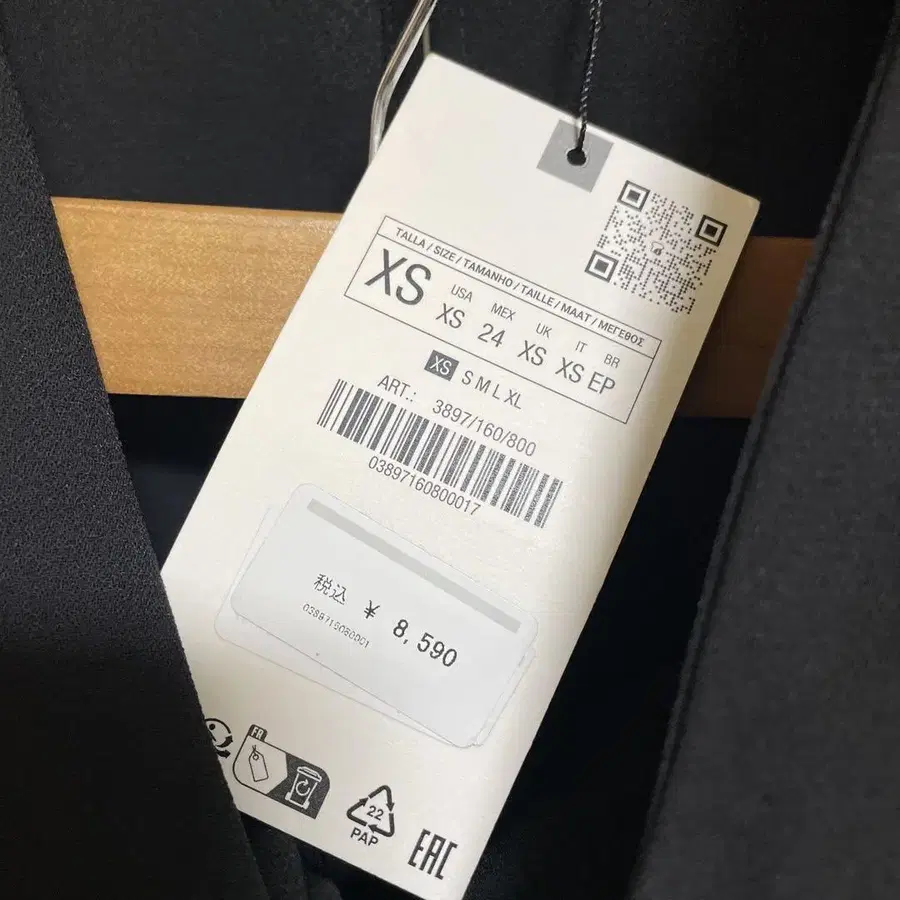 TALLA / SIZE / TAMANHO / TAILLE / MAAT / ΜΕΓΕΘΟΣ
XS
USA XS
MEX 24
UK XS
IT XS
BR EP
XS S M L XL
ART.: 3897/160/800
03897160800017
税込 ¥ 8,590
0389716080001
FR
22
PAP
EAC